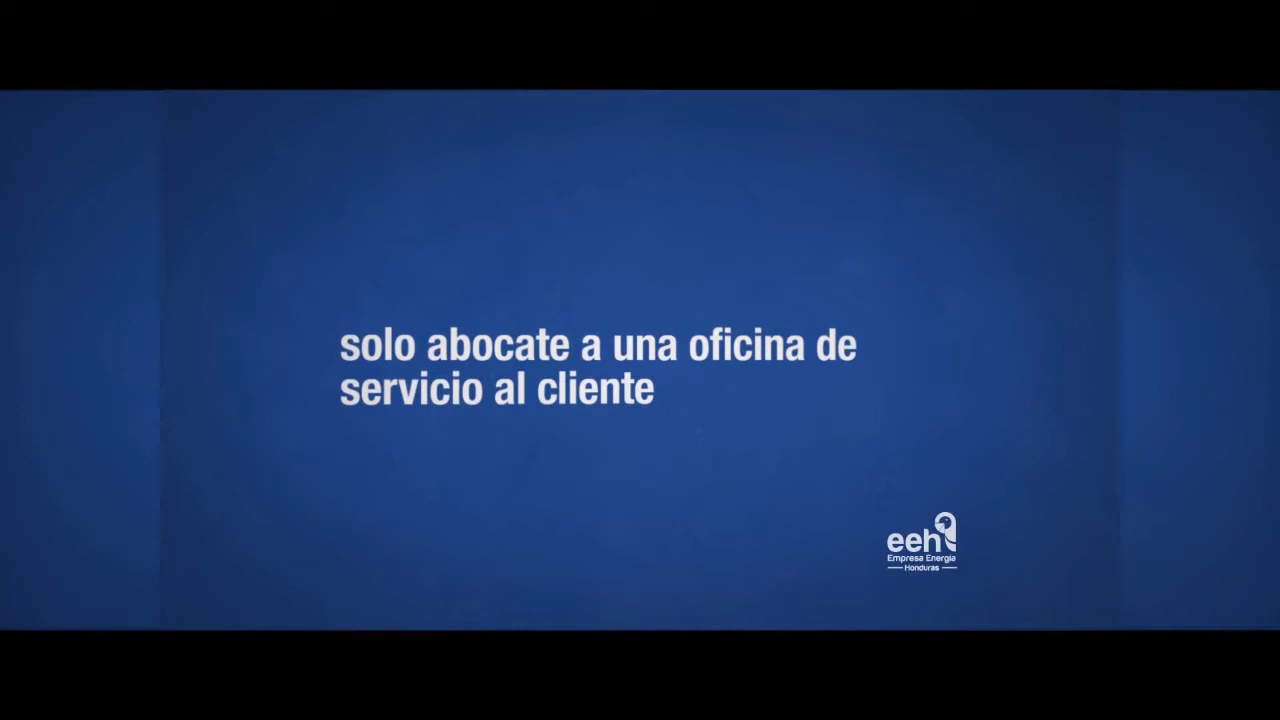 solo abocate a una oficina de
servicio al cliente
eeh
Empresa Energía
Honduras